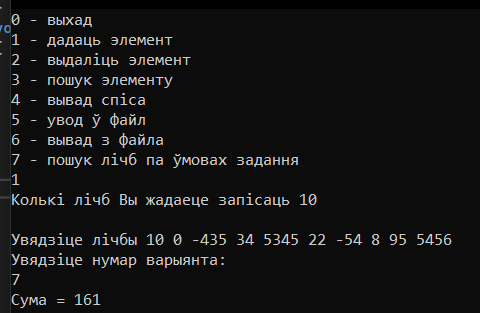 0 - выхад
1 - дадаць элемент
2 - выдаліць элемент
3 - пошук элементу
4 - вывад спіса
5 - увод ў файл
6 - вывад з файла
7 - пошук лічб па ўмовах задання
1
Колькі лічб Вы жадаеце запісаць 10
Увядзіце лічбы 10 0 -435 34 5345 22 -54 8 95 5456
Увядзіце нумар варыянта:
7
Сума = 161